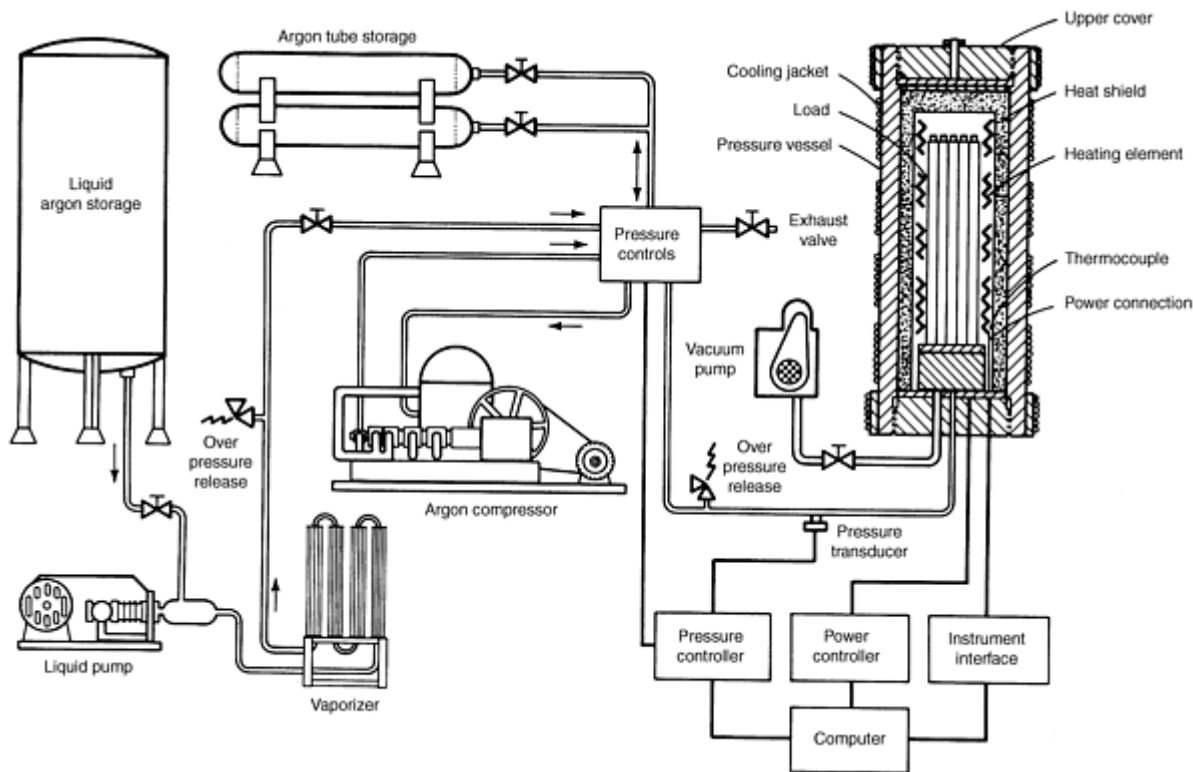 Argon tube storage
Upper cover
Cooling jacket
Heat shield
Load
Pressure vessel
Heating element
Liquid
argon storage
Pressure
controls
Exhaust
valve
Thermocouple
Power connection
Vacuum
pump
Over
pressure
release
Over
pressure
release
Argon compressor
Pressure
transducer
Liquid pump
Vaporizer
Pressure
controller
Power
controller
Instrument
interface
Computer